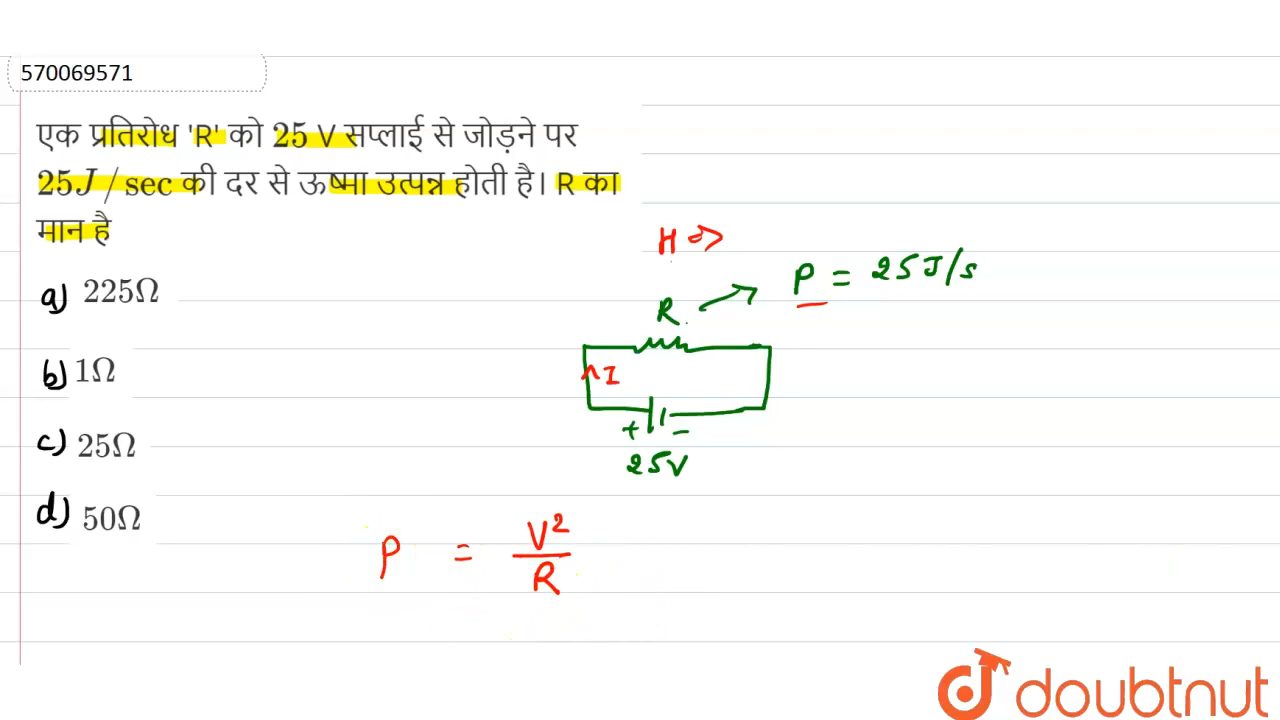 570069571
एक प्रतिरोध 'R' को 25 V सप्लाई से जोड़ने पर
25J/sec की दर से ऊष्मा उत्पन्न होती है। R का
मान है
a) 225Ω
b) 1Ω
c) 25Ω
d) 50Ω
H =>
P = 25 J/s
R
I
+ -
25V
P = V²/R
doubtnut